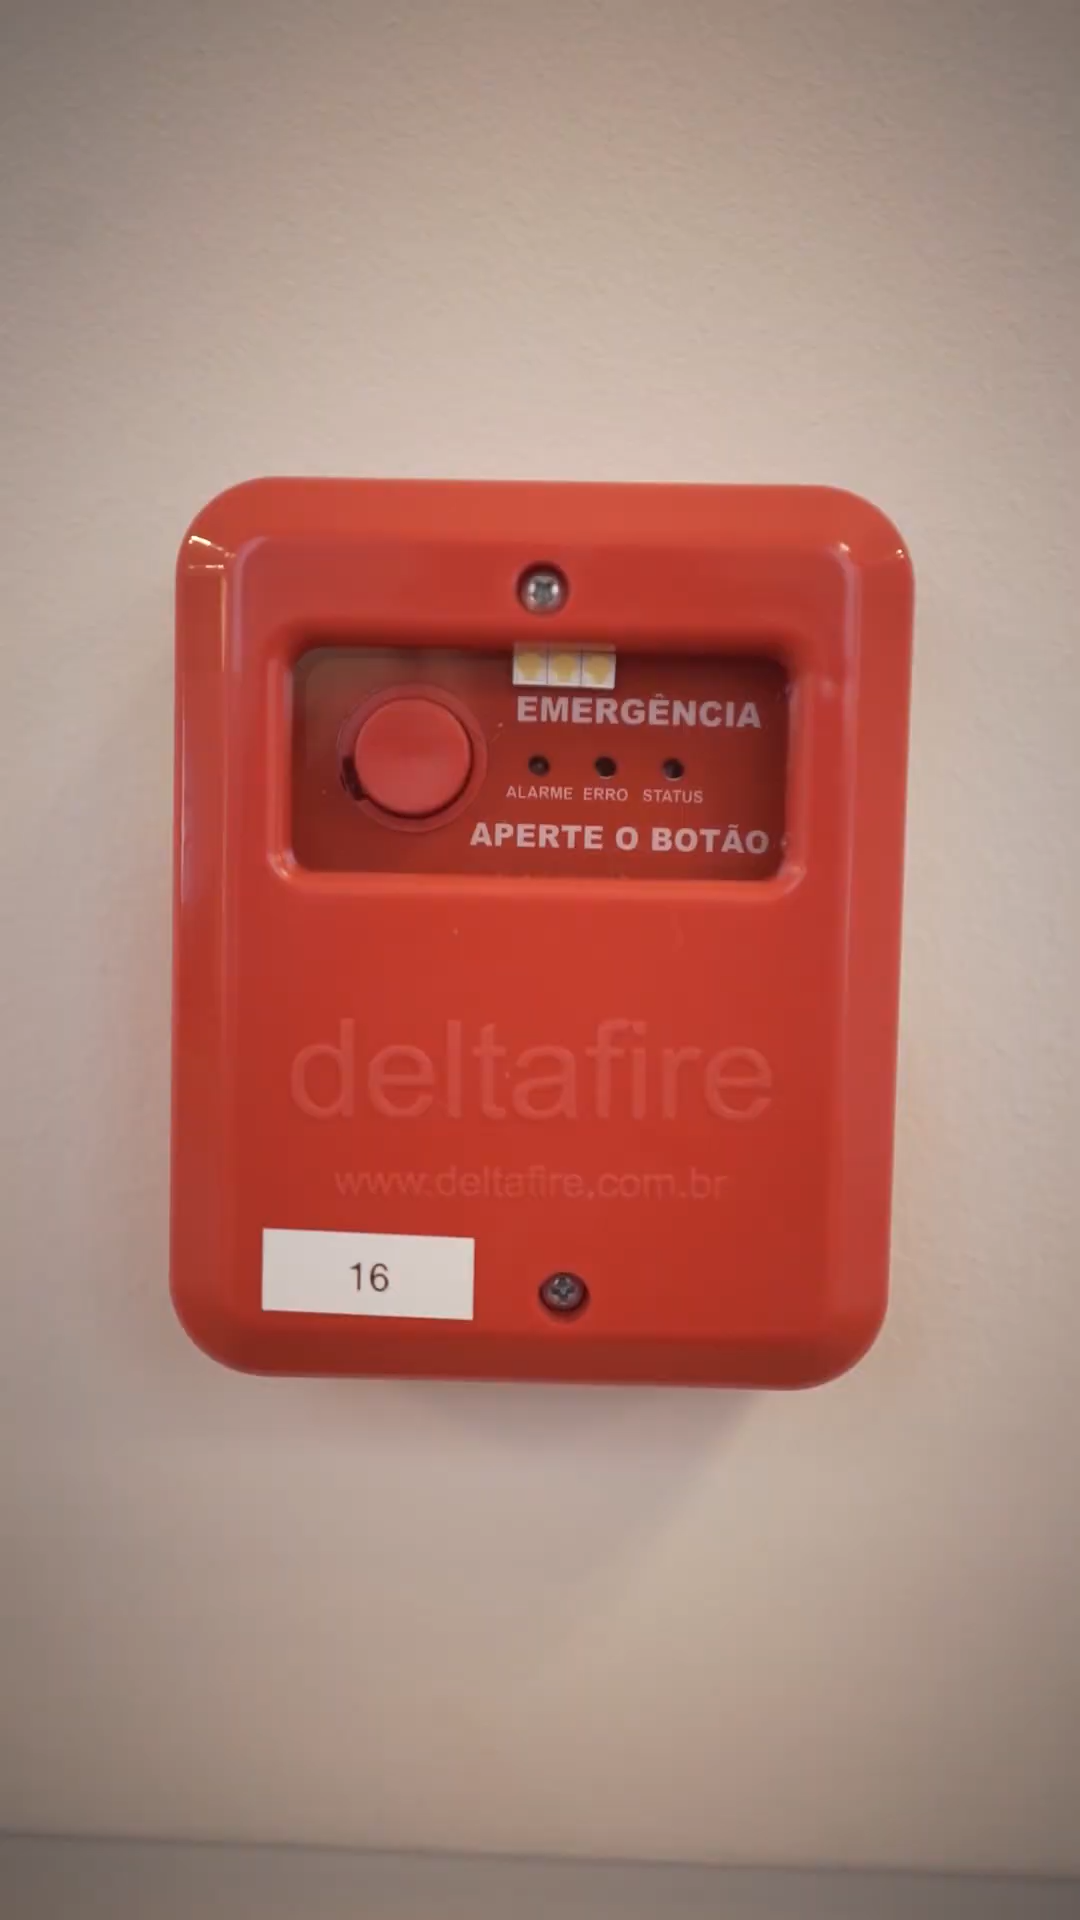 EMERGÊNCIA
ALARME ERRO STATUS
APERTE O BOTÃO
deltafire
www.deltafire.com.br
16